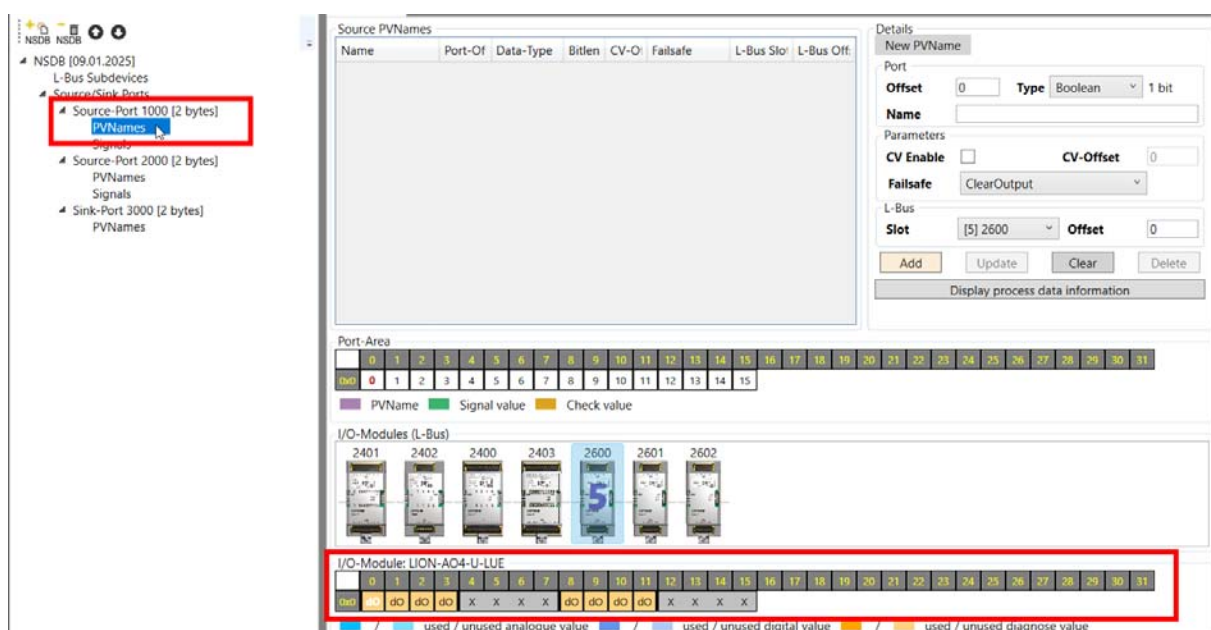 NSDB NSDB
NSDB [09.01.2025]
L-Bus Subdevices
Source/Sink Ports
Source-Port 1000 [2 bytes]
PVNames
Signals
Source-Port 2000 [2 bytes]
PVNames
Signals
Sink-Port 3000 [2 bytes]
PVNames
Source PVNames
Name Port-Of Data-Type Bitlen CV-O Failsafe L-Bus Slo L-Bus Off
Details
New PVName
Port
Offset 0 Type Boolean 1 bit
Name
Parameters
CV Enable CV-Offset 0
Failsafe ClearOutput
L-Bus
Slot [5] 2600 Offset 0
Add Update Clear Delete
Display process data information
Port-Area
0 1 2 3 4 5 6 7 8 9 10 11 12 13 14 15 16 17 18 19 20 21 22 23 24 25 26 27 28 29 30 31
0x0 0 1 2 3 4 5 6 7 8 9 10 11 12 13 14 15
PVName Signal value Check value
I/O-Modules (L-Bus)
2401 2402 2400 2403 2600 2601 2602
5
I/O-Module: LION-AO4-U-LUE
0 1 2 3 4 5 6 7 8 9 10 11 12 13 14 15 16 17 18 19 20 21 22 23 24 25 26 27 28 29 30 31
0x0 dO dO dO dO X X X X dO dO dO dO X X X X
/ used / unused analogue value / used / unused digital value / used / unused diagnose value